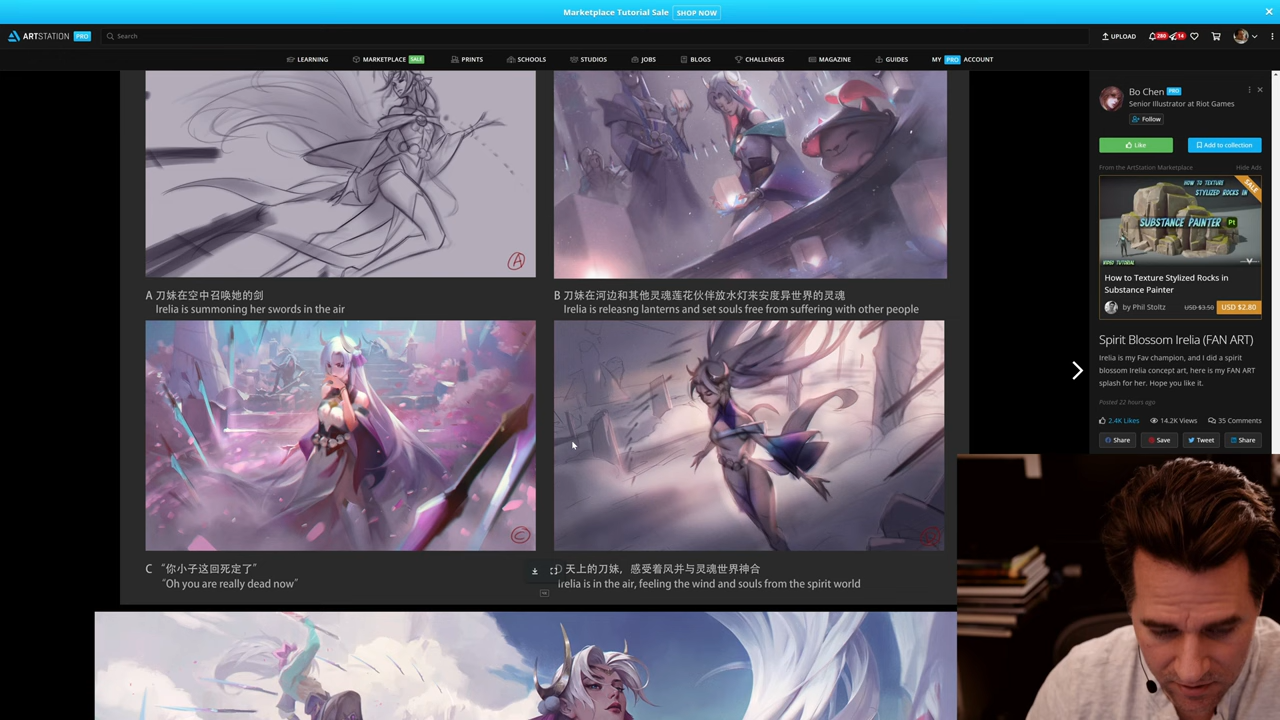 Marketplace Tutorial Sale SHOP NOW
ARTSTATION PRO Search UPLOAD 280 14
LEARNING MARKETPLACE SALE PRINTS SCHOOLS STUDIOS JOBS BLOGS CHALLENGES MAGAZINE GUIDES MY PRO ACCOUNT
Bo Chen PRO
Senior Illustrator at Riot Games
Follow
Like Add to collection
From the ArtStation Marketplace Hide Ads
HOW TO TEXTURE
STYLIZED ROCKS IN
SALE
SUBSTANCE PAINTER Pt
VIDEO TUTORIAL
How to Texture Stylized Rocks in
Substance Painter
by Phil Stoltz USD $3.50 USD $2.80
Spirit Blossom Irelia (FAN ART)
Irelia is my Fav champion, and I did a spirit
blossom Irelia concept art, here is my FAN ART
splash for her. Hope you like it.
Posted 22 hours ago
2.4K Likes 14.2K Views 35 Comments
Share Save Tweet Share
A
A 刀妹在空中召唤她的剑
Irelia is summoning her swords in the air
B 刀妹在河边和其他灵魂莲花伙伴放水灯来安度异世界的灵魂
Irelia is releasng lanterns and set souls free from suffering with other people
C
C “你小子这回死定了”
“Oh you are really dead now”
天上的刀妹，感受着风并与灵魂世界神合
Irelia is in the air, feeling the wind and souls from the spirit world